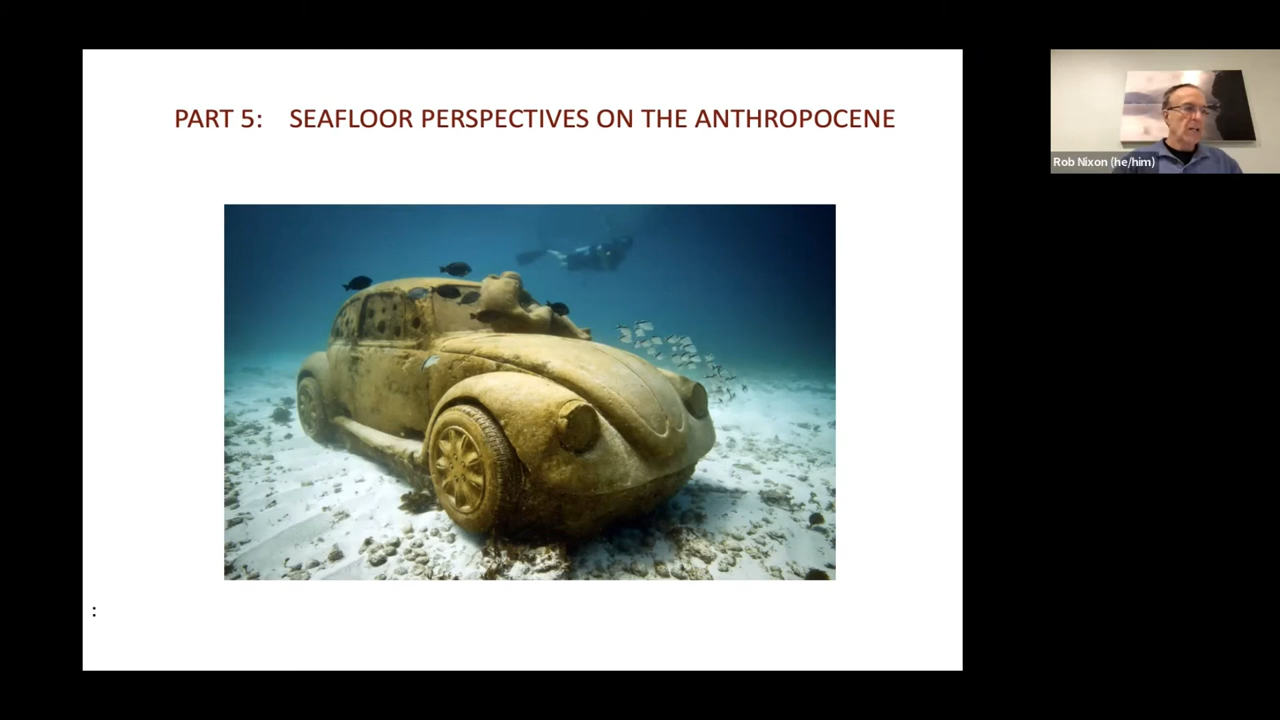 PART 5: SEAFLOOR PERSPECTIVES ON THE ANTHROPOCENE
Rob Nixon (he/him)
: